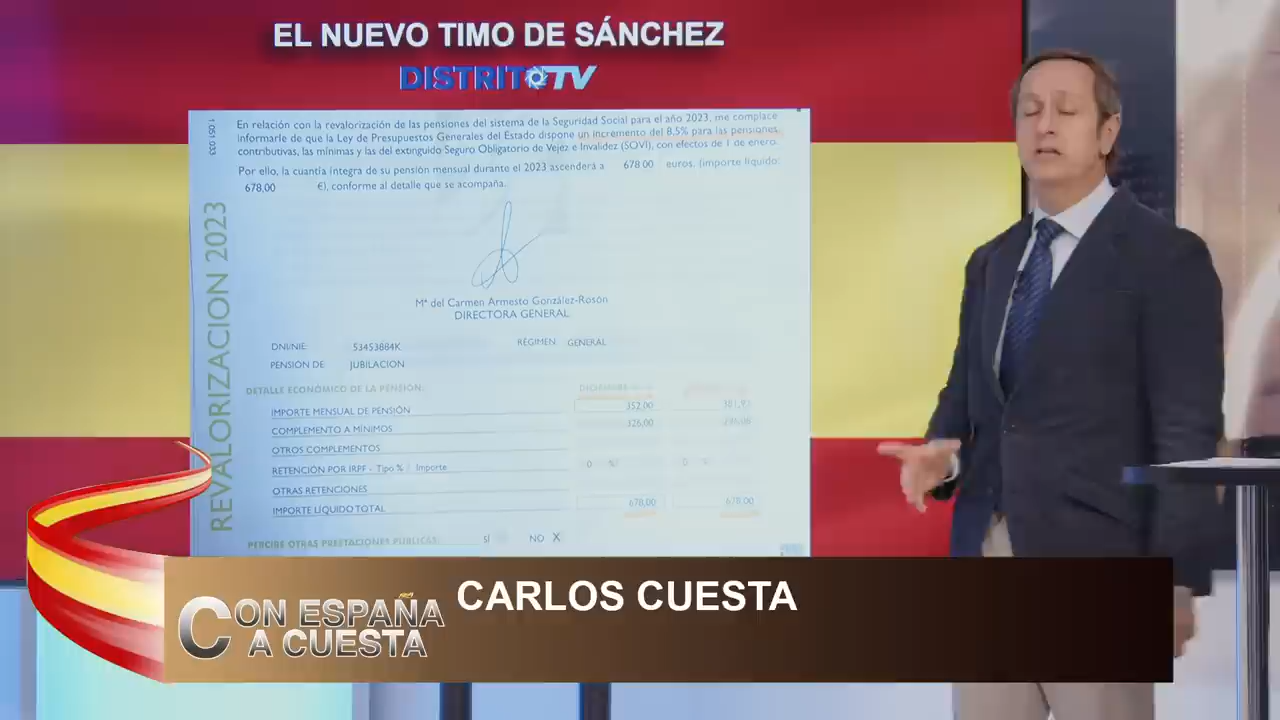 EL NUEVO TIMO DE SÁNCHEZ
DISTRITOTV
En relación con la revalorización de las pensiones del sistema de la Seguridad Social para el año 2023, me complace
informarle de que la Ley de Presupuestos Generales del Estado dispone un incremento del 8.5% para las pensiones
contributivas, las mínimas y las del extinguido Seguro Obligatorio de Vejez e Invalidez (SOVI), con efectos de 1 de enero.
Por ello, la cuantía íntegra de su pensión mensual durante el 2023 ascenderá a 678.00 euros. (importe líquido:
678,00 €), conforme al detalle que se acompaña.
REVALORIZACION 2023
Mª del Carmen Armesto González-Rosón
DIRECTORA GENERAL
DNI/NIE: 53453884K RÉGIMEN: GENERAL
PENSIÓN DE JUBILACION
DETALLE ECONÓMICO DE LA PENSIÓN: DICIEMBRE
IMPORTE MENSUAL DE PENSIÓN 352,00 381,93
COMPLEMENTO A MÍNIMOS 326,00
OTROS COMPLEMENTOS
RETENCIÓN POR IRPF - Tipo % / Importe 0 % 0 %
OTRAS RETENCIONES
IMPORTE LÍQUIDO TOTAL 678,00 678,00
PERCIBE OTRAS PRESTACIONES PÚBLICAS: SÍ NO X
CON ESPAÑA
A CUESTA
CARLOS CUESTA